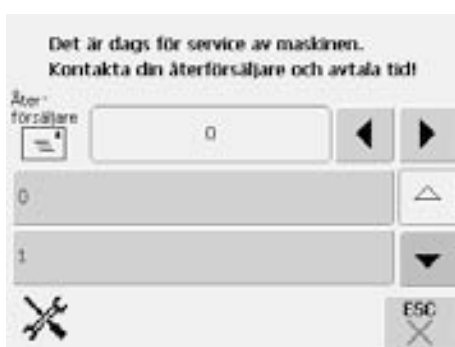 Det är dags för service av maskinen.
Kontakta din återförsäljare och avtala tid!
Åter-
försäljare
0
0
1
ESC